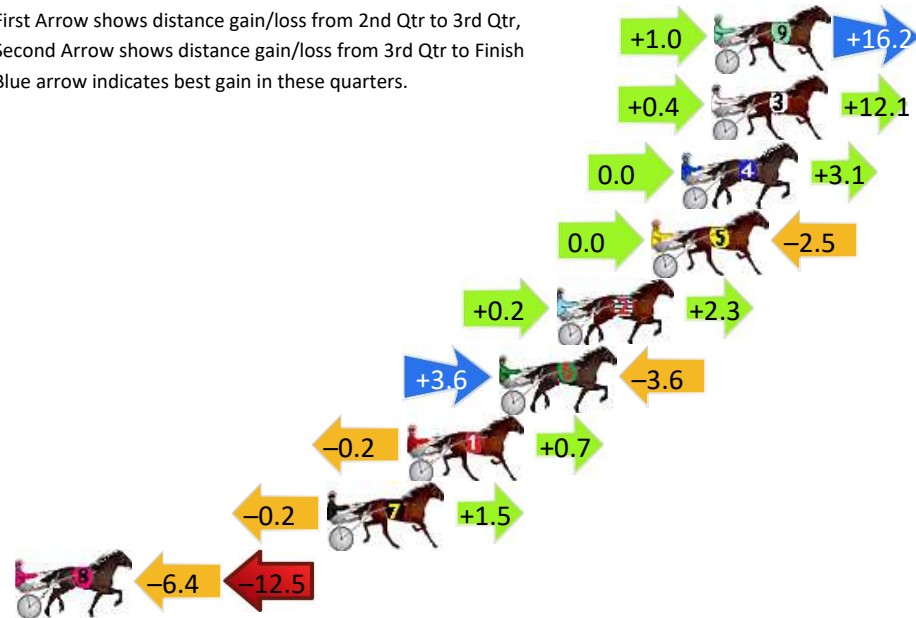 First Arrow shows distance gain/loss from 2nd Qtr to 3rd Qtr,
Second Arrow shows distance gain/loss from 3rd Qtr to Finish
Blue arrow indicates best gain in these quarters.
+1.0 9 +16.2
+0.4 3 +12.1
0.0 4 +3.1
0.0 5 –2.5
+0.2 2 +2.3
+3.6 6 –3.6
–0.2 1 +0.7
–0.2 7 +1.5
8 –6.4 –12.5